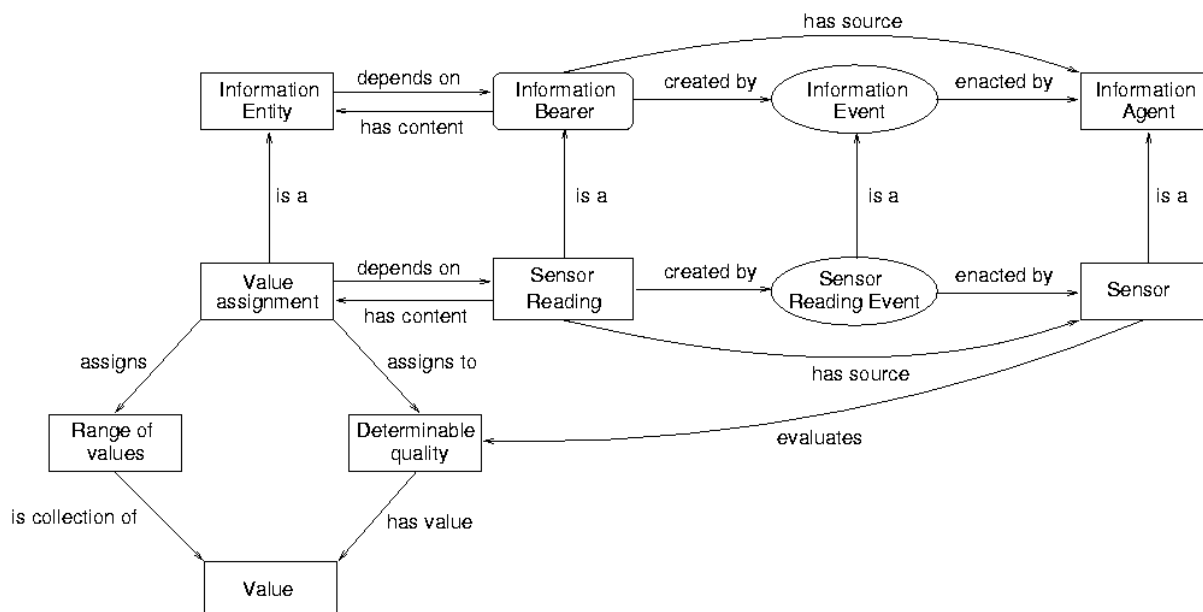 has source
depends on
created by
enacted by
Information
Entity
Information
Bearer
Information
Event
Information
Agent
has content
is a
is a
is a
is a
depends on
created by
enacted by
Value
assignment
Sensor
Reading
Sensor
Reading Event
Sensor
has content
assigns
assigns to
has source
Range of
values
Determinable
quality
evaluates
is collection of
has value
Value